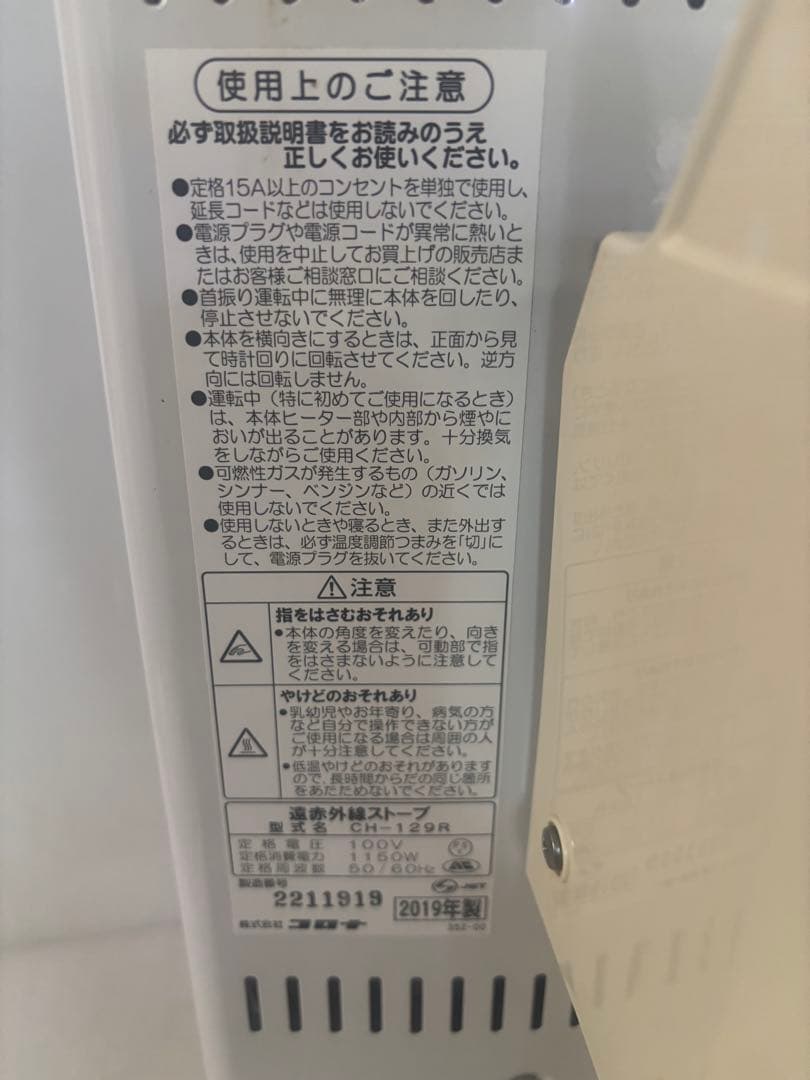 使用上のご注意
必ず取扱説明書をお読みのうえ
正しくお使いください。
●定格15A以上のコンセントを単独で使用し、
延長コードなどは使用しないでください。
●電源プラグや電源コードが異常に熱いと
きは、使用を中止してお買上げの販売店ま
たはお客様ご相談窓口にご相談ください。
●首振り運転中に無理に本体を回したり、
停止させないでください。
●本体を横向きにするときは、正面から見
て時計回りに回転させてください。逆方
向には回転しません。
●運転中（特に初めてご使用になるとき）
は、本体ヒーター部や内部から煙やに
おいが出ることがあります。十分換気
をしながらご使用ください。
●可燃性ガスが発生するもの（ガソリン、
シンナー、ベンジンなど）の近くでは
使用しないでください。
●使用しないときや寝るとき、また外出す
るときは、必ず温度調節つまみを「切」に
して、電源プラグを抜いてください。
⚠注意
指をはさむおそれあり
●本体の角度を変えたり、向き
を変える場合は、可動部で指
をはさまないように注意して
ください。
やけどのおそれあり
●乳幼児やお年寄り、病気の方
など自分で操作できない方が
ご使用になる場合は周囲の人
が十分注意してください。
●低温やけどのおそれがあります
ので、長時間からだの同じ箇所
をあたためないでください。
遠赤外線ストーブ
型式名 CH-129R
定格電圧 100V
定格消費電力 1150W
定格周波数 50/60Hz
製造番号
JET
2211919 2019年製
株式会社 コロナ 352-00